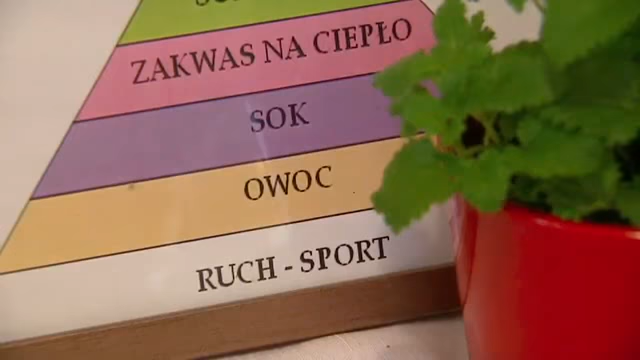 ZAKWAS NA CIEPŁO
SOK
OWOC
RUCH - SPORT